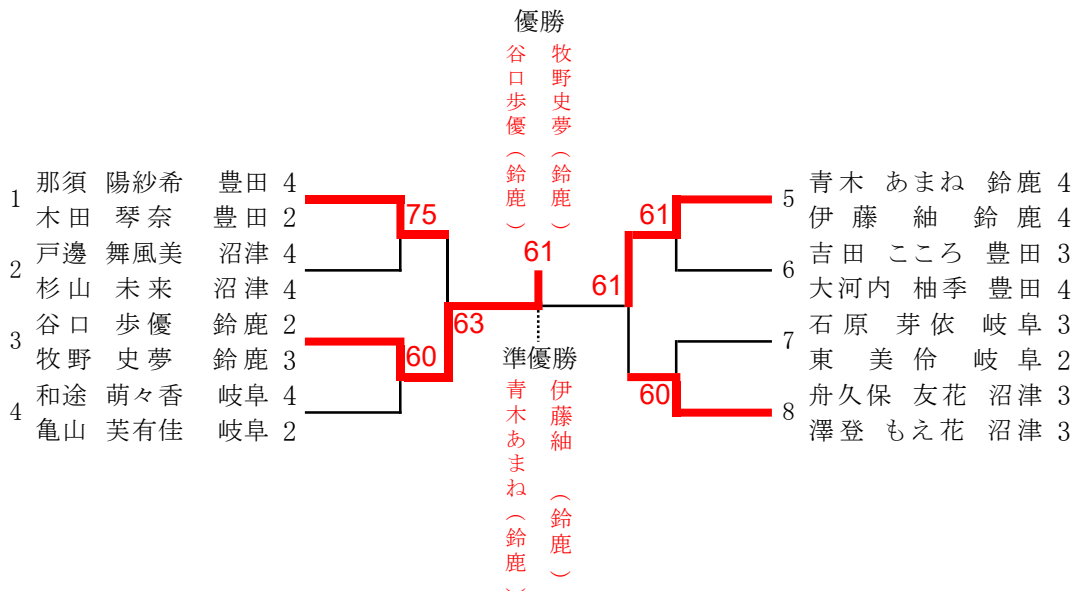 優勝
牧野史夢（鈴鹿）
谷口歩優（鈴鹿）
1
那須 陽紗希 豊田 4
木田 琴奈 豊田 2
2
戸邊 舞風美 沼津 4
杉山 未来 沼津 4
3
谷口 歩優 鈴鹿 2
牧野 史夢 鈴鹿 3
4
和途 萌々香 岐阜 4
亀山 芙有佳 岐阜 2
75
60
63
61
61
61
60
5
青木 あまね 鈴鹿 4
伊藤 紬 鈴鹿 4
6
吉田 こころ 豊田 3
大河内 柚季 豊田 4
7
石原 芽依 岐阜 3
東 美伶 岐阜 2
8
舟久保 友花 沼津 3
澤登 もえ花 沼津 3
準優勝
伊藤紬 （鈴鹿）
青木あまね（鈴鹿）